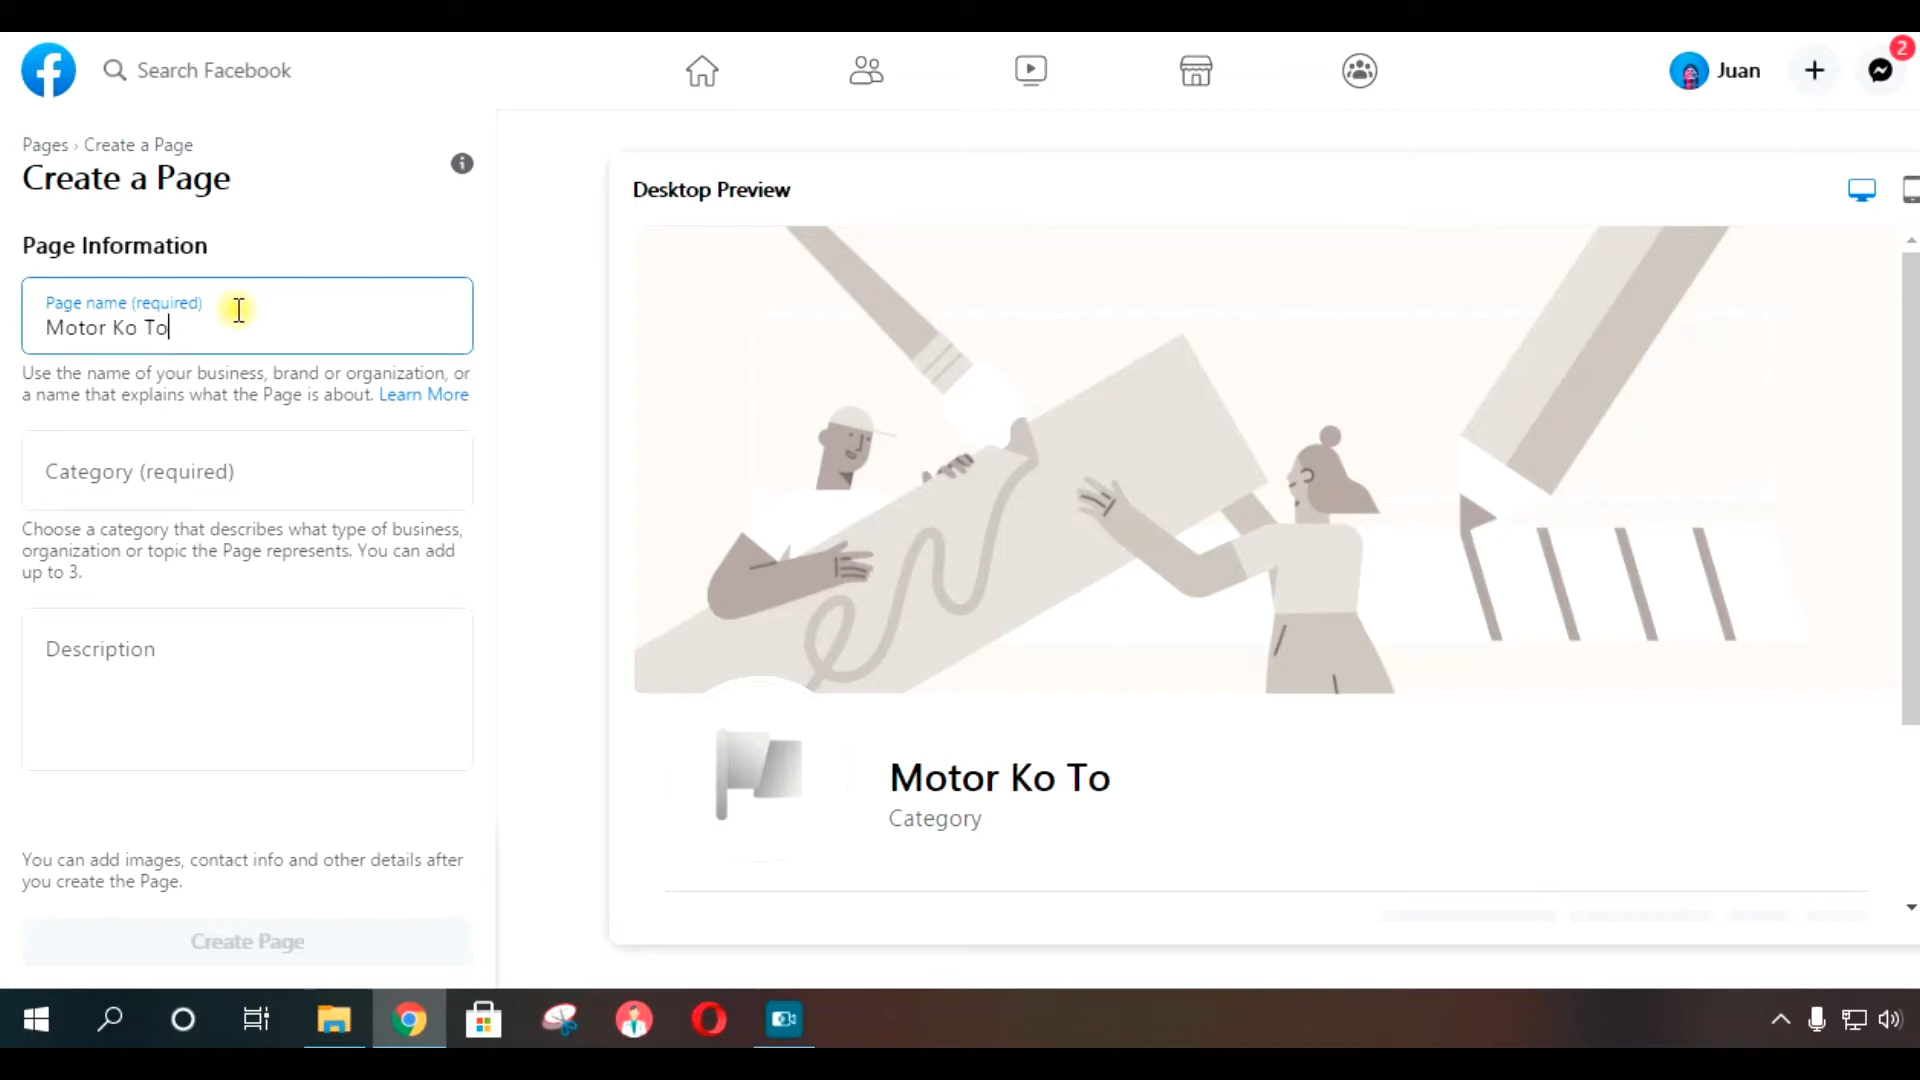 Search Facebook
Juan
2
Pages › Create a Page
Create a Page
Page Information
Page name (required)
Motor Ko To
Use the name of your business, brand or organization, or
a name that explains what the Page is about. Learn More
Category (required)
Choose a category that describes what type of business,
organization or topic the Page represents. You can add
up to 3.
Description
You can add images, contact info and other details after
you create the Page.
Create Page
Desktop Preview
Motor Ko To
Category